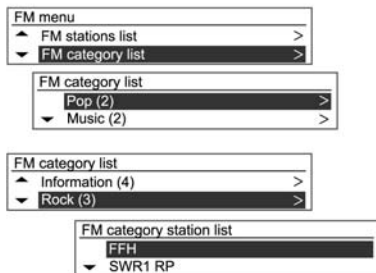 FM menu
FM stations list >
FM category list >
FM category list
Pop (2) >
Music (2) >
FM category list
Information (4) >
Rock (3) >
FM category station list
FFH
SWR1 RP